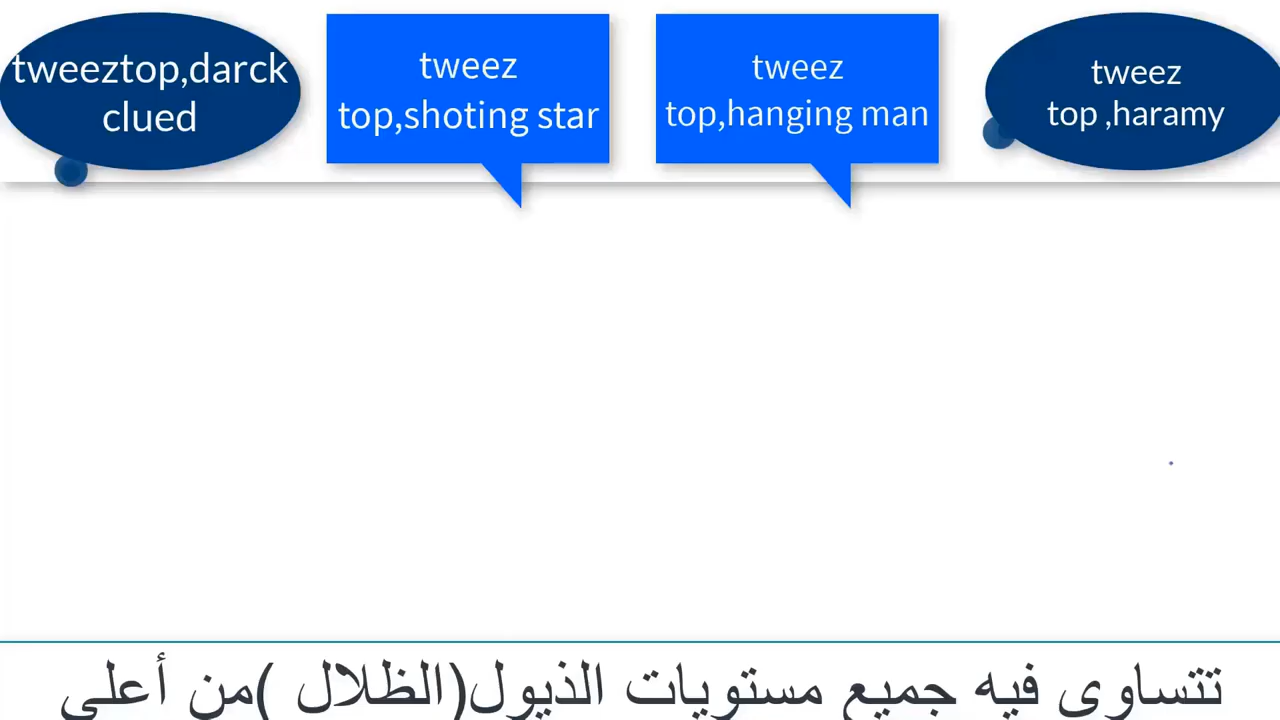 tweeztop,darck
clued
tweez
top,shoting star
tweez
top,hanging man
tweez
top ,haramy
تتساوى فيه جميع مستويات الذيول(الظلال )من أعلى